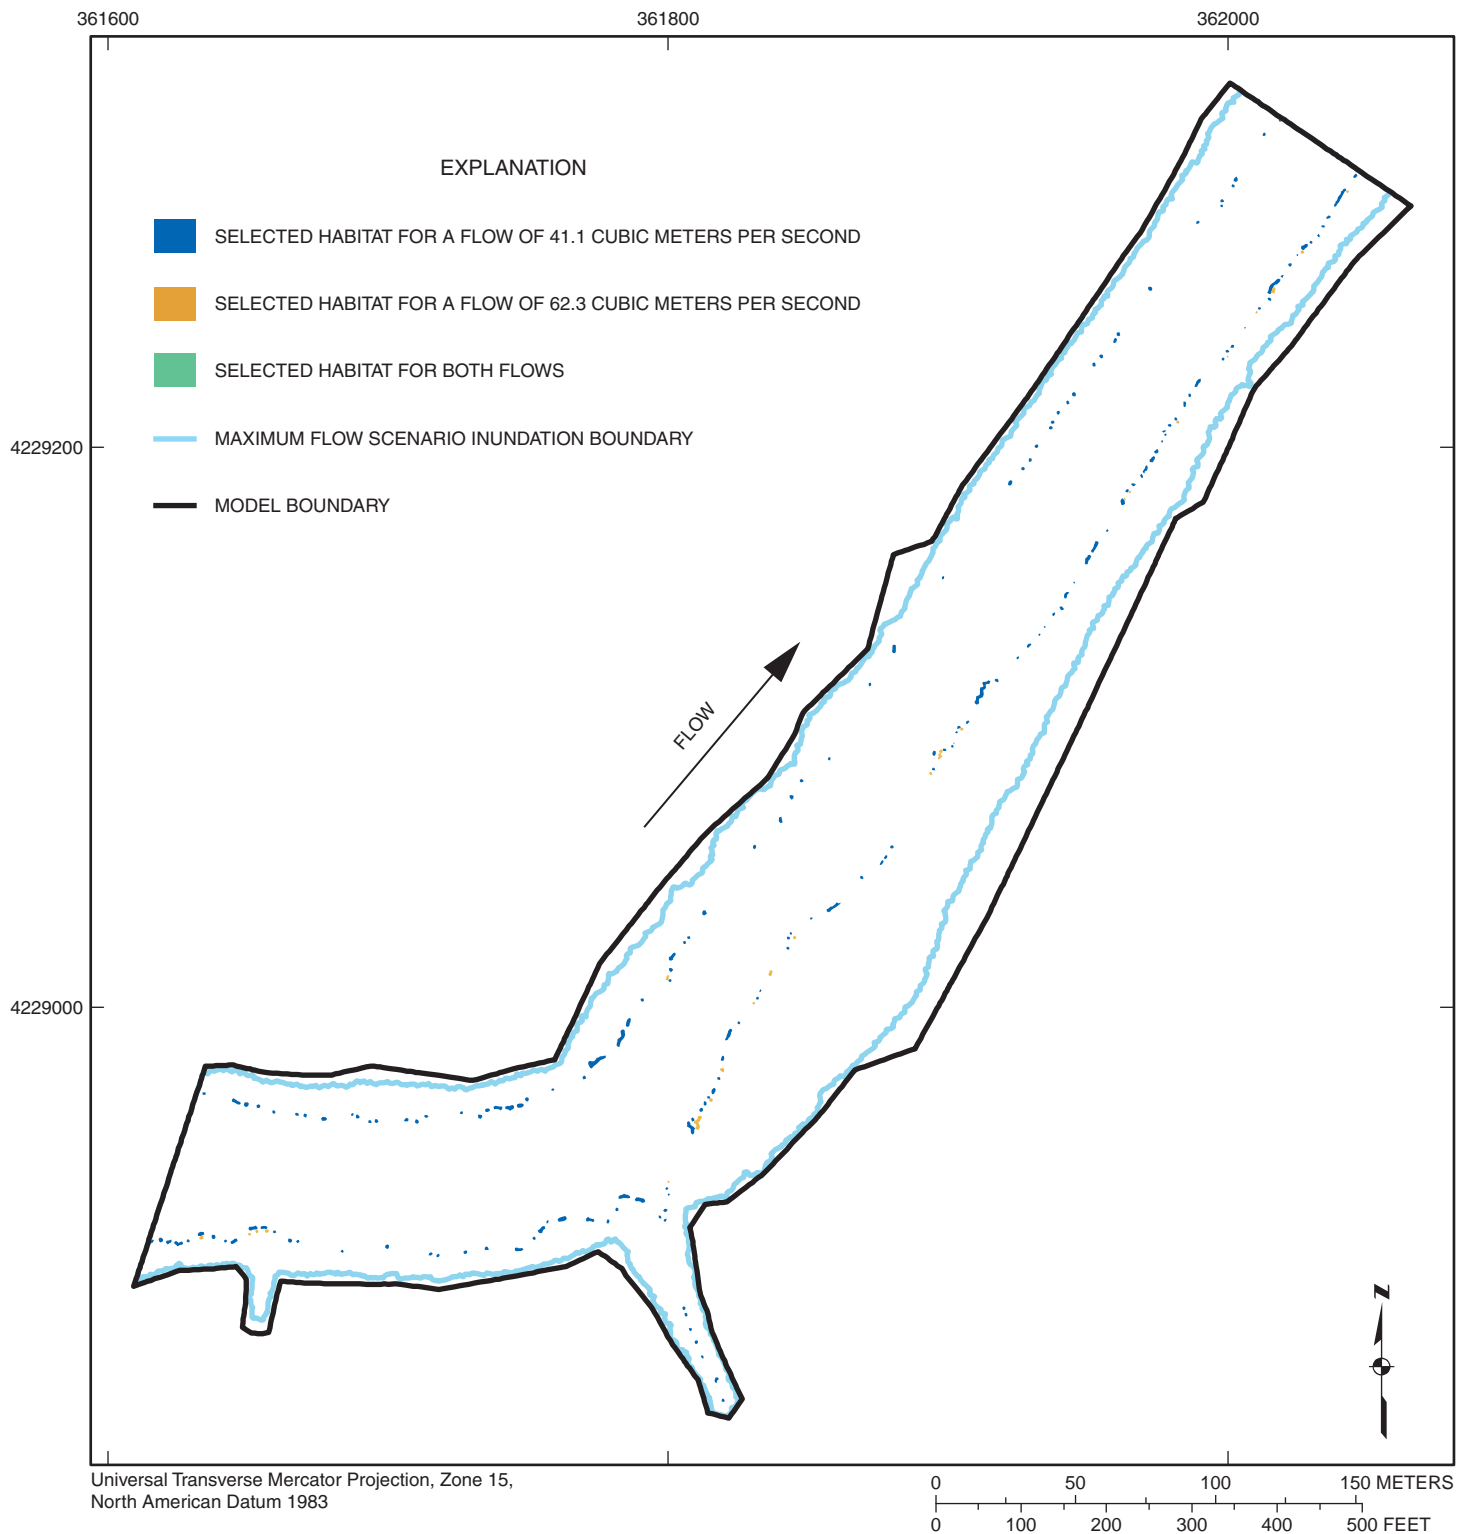 361600 361800 362000
EXPLANATION
SELECTED HABITAT FOR A FLOW OF 41.1 CUBIC METERS PER SECOND
SELECTED HABITAT FOR A FLOW OF 62.3 CUBIC METERS PER SECOND
SELECTED HABITAT FOR BOTH FLOWS
MAXIMUM FLOW SCENARIO INUNDATION BOUNDARY
4229200
MODEL BOUNDARY
FLOW
4229000
N
Universal Transverse Mercator Projection, Zone 15,
North American Datum 1983
0 50 100 150 METERS
0 100 200 300 400 500 FEET